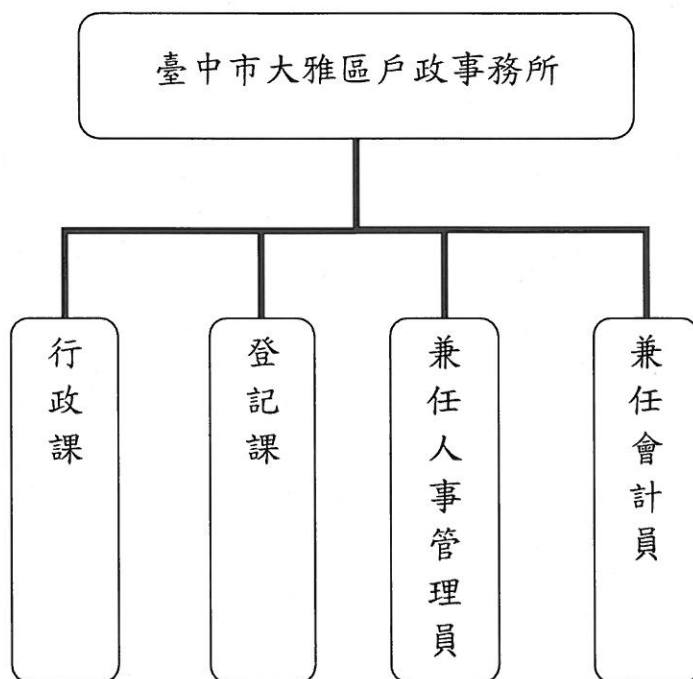 臺中市大雅區戶政事務所
行政課
登記課
兼任人事管理員
兼任會計員